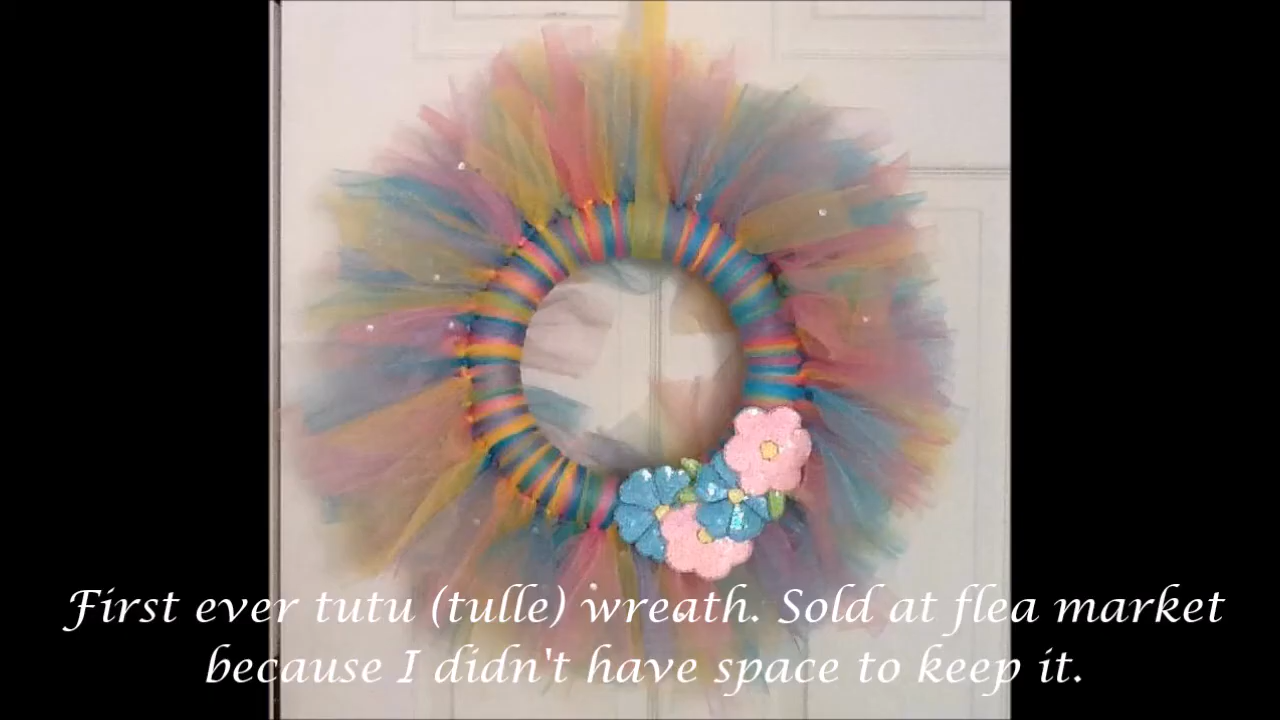 First ever tutu (tulle) wreath. Sold at flea market
because I didn't have space to keep it.